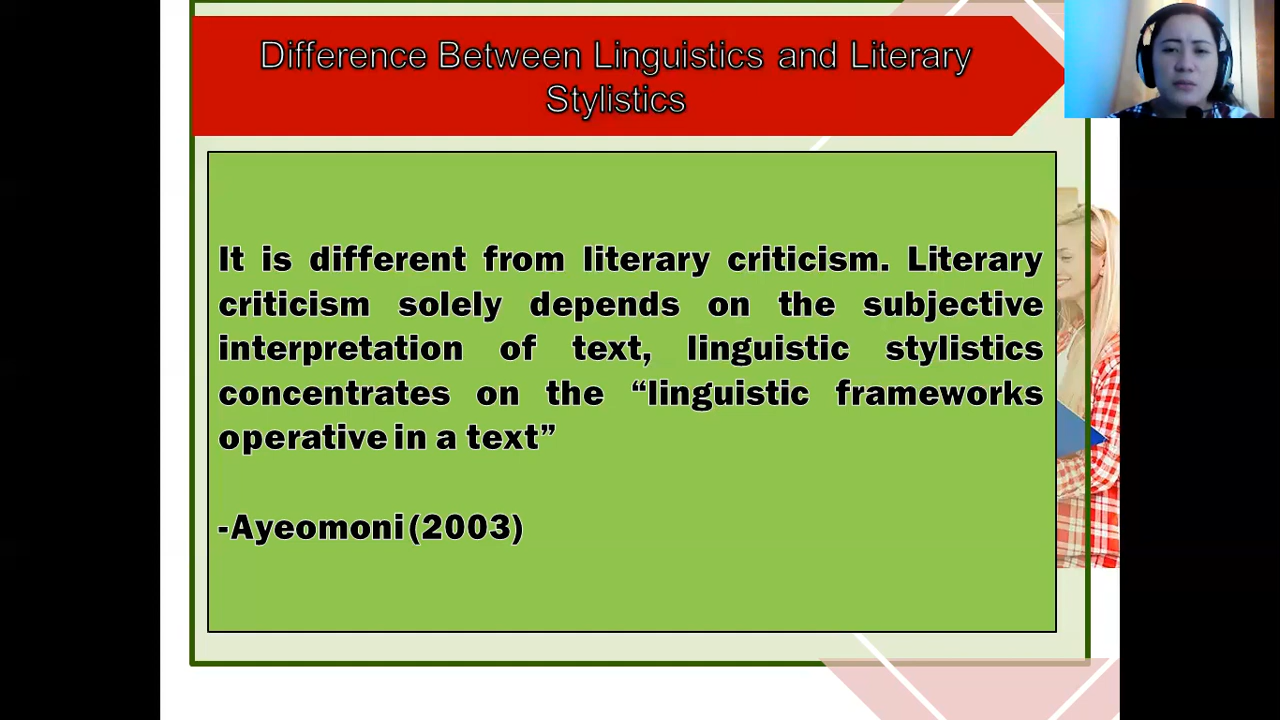 Difference Between Linguistics and Literary
Stylistics
It is different from literary criticism. Literary
criticism solely depends on the subjective
interpretation of text, linguistic stylistics
concentrates on the “linguistic frameworks
operative in a text”
-Ayeomoni (2003)